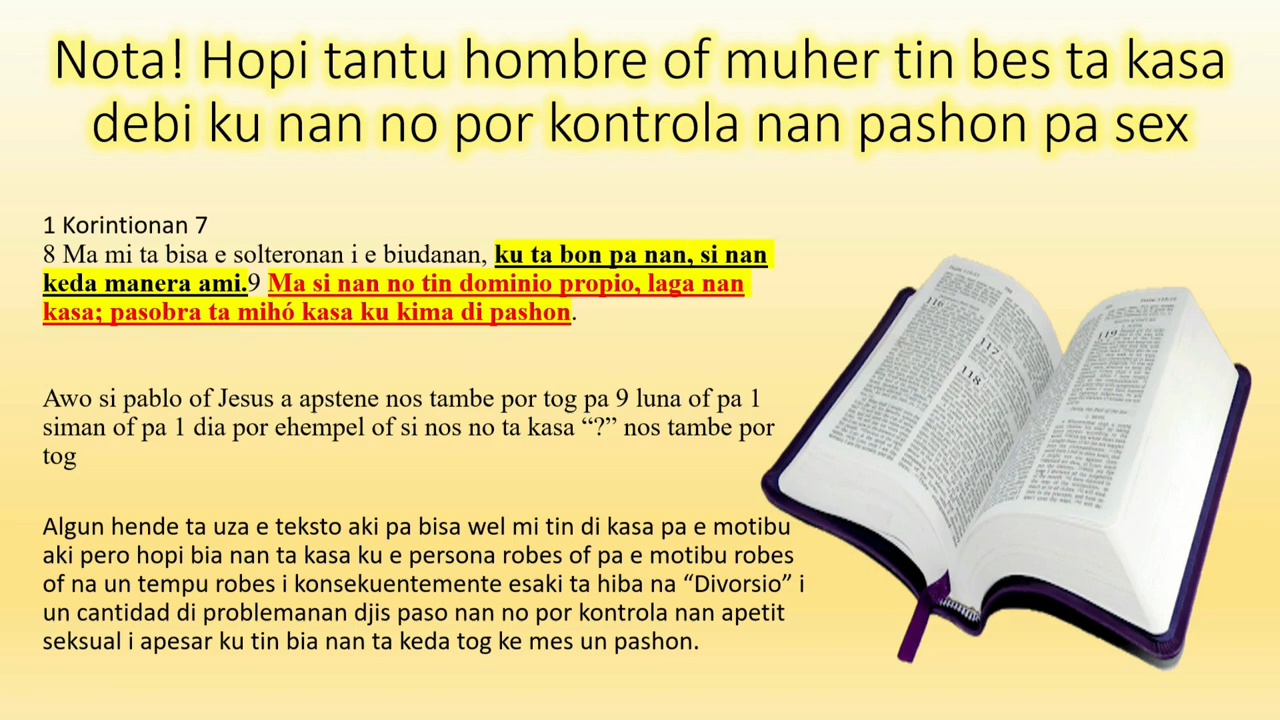 Nota! Hopi tantu hombre of muher tin bes ta kasa
debi ku nan no por kontrola nan pashon pa sex
1 Korintionan 7
8 Ma mi ta bisa e solteronan i e biudanan, ku ta bon pa nan, si nan
keda manera ami.9 Ma si nan no tin dominio propio, laga nan
kasa; pasobra ta mihó kasa ku kima di pashon.
Awo si pablo of Jesus a apstene nos tambe por tog pa 9 luna of pa 1
siman of pa 1 dia por ehempel of si nos no ta kasa “?” nos tambe por
tog
Algun hende ta uza e teksto aki pa bisa wel mi tin di kasa pa e motibu
aki pero hopi bia nan ta kasa ku e persona robes of pa e motibu robes
of na un tempu robes i konsekuentemente esaki ta hiba na “Divorsio” i
un cantidad di problemanan djis paso nan no por kontrola nan apetit
seksual i apesar ku tin bia nan ta keda tog ke mes un pashon.
116
117
118
119